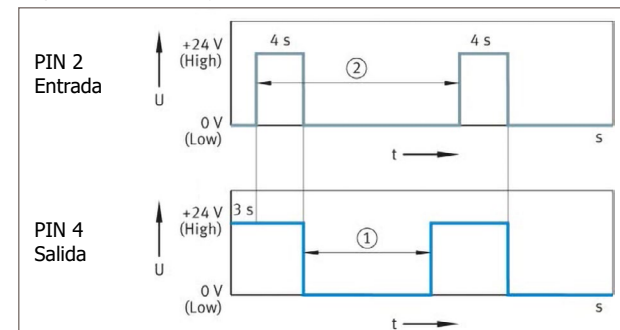 PIN 2
Entrada
+24 V
(High)
U
0 V
(Low)
4 s
4 s
②
t
s
PIN 4
Salida
+24 V
(High)
U
0 V
(Low)
3 s
①
t
s